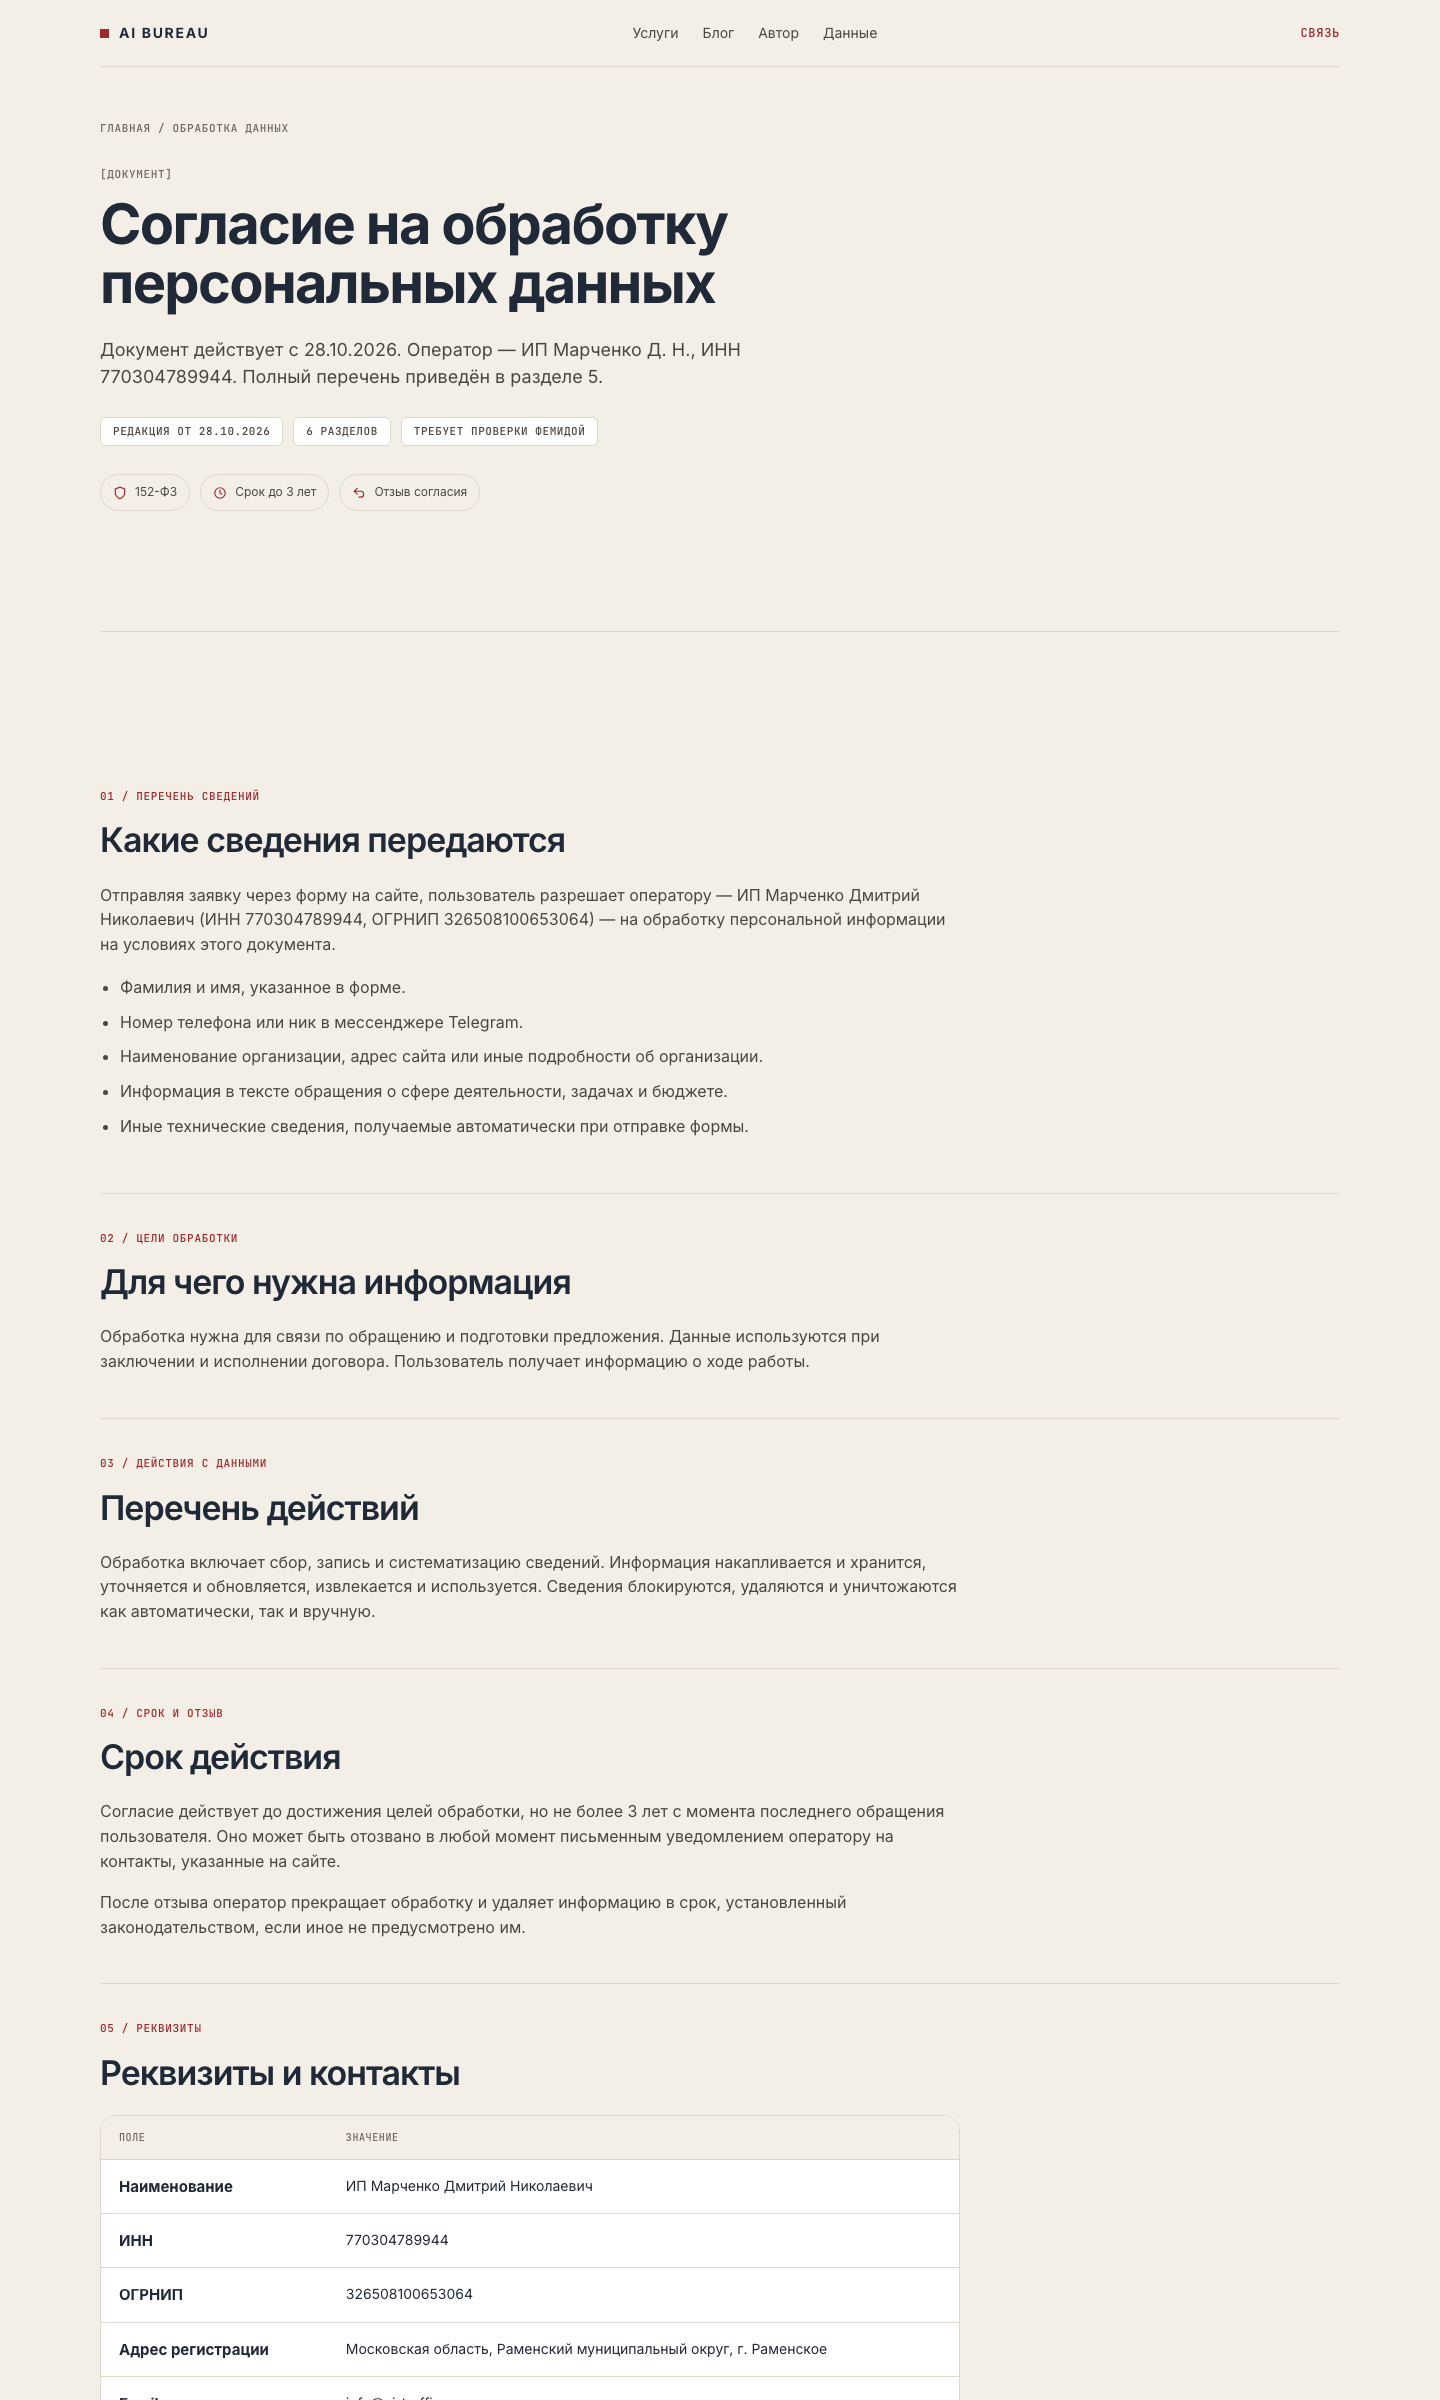 AI BUREAU
Услуги Блог Автор Данные
СВЯЗЬ
ГЛАВНАЯ / ОБРАБОТКА ДАННЫХ
[ДОКУМЕНТ]
Согласие на обработку
персональных данных
Документ действует с 28.10.2026. Оператор — ИП Марченко Д. Н., ИНН
770304789944. Полный перечень приведён в разделе 5.
РЕДАКЦИЯ ОТ 28.10.2026
6 РАЗДЕЛОВ
ТРЕБУЕТ ПРОВЕРКИ ФЕМИДОЙ
152-ФЗ
Срок до 3 лет
Отзыв согласия
01 / ПЕРЕЧЕНЬ СВЕДЕНИЙ
Какие сведения передаются
Отправляя заявку через форму на сайте, пользователь разрешает оператору — ИП Марченко Дмитрий
Николаевич (ИНН 770304789944, ОГРНИП 326508100653064) — на обработку персональной информации
на условиях этого документа.
• Фамилия и имя, указанное в форме.
• Номер телефона или ник в мессенджере Telegram.
• Наименование организации, адрес сайта или иные подробности об организации.
• Информация в тексте обращения о сфере деятельности, задачах и бюджете.
• Иные технические сведения, получаемые автоматически при отправке формы.
02 / ЦЕЛИ ОБРАБОТКИ
Для чего нужна информация
Обработка нужна для связи по обращению и подготовки предложения. Данные используются при
заключении и исполнении договора. Пользователь получает информацию о ходе работы.
03 / ДЕЙСТВИЯ С ДАННЫМИ
Перечень действий
Обработка включает сбор, запись и систематизацию сведений. Информация накапливается и хранится,
уточняется и обновляется, извлекается и используется. Сведения блокируются, удаляются и уничтожаются
как автоматически, так и вручную.
04 / СРОК И ОТЗЫВ
Срок действия
Согласие действует до достижения целей обработки, но не более 3 лет с момента последнего обращения
пользователя. Оно может быть отозвано в любой момент письменным уведомлением оператору на
контакты, указанные на сайте.
После отзыва оператор прекращает обработку и удаляет информацию в срок, установленный
законодательством, если иное не предусмотрено им.
05 / РЕКВИЗИТЫ
Реквизиты и контакты
ПОЛЕ ЗНАЧЕНИЕ
Наименование ИП Марченко Дмитрий Николаевич
ИНН 770304789944
ОГРНИП 326508100653064
Адрес регистрации Московская область, Раменский муниципальный округ, г. Раменское